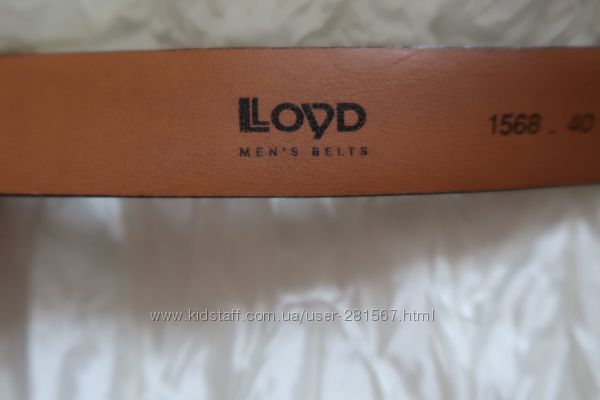 LLOYD
MEN'S BELTS
1568 . 40
www.kidstaff.com.ua/user-281567.html